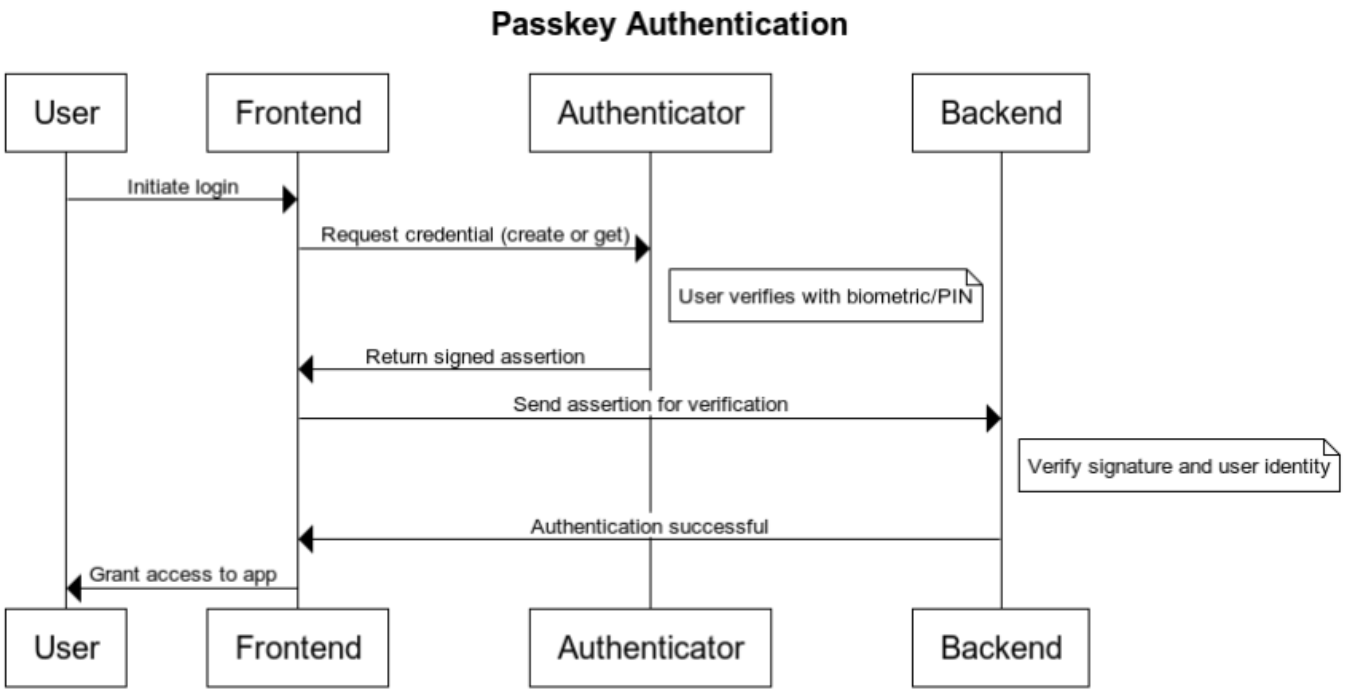 Passkey Authentication
User
Frontend
Authenticator
Backend
Initiate login
Request credential (create or get)
User verifies with biometric/PIN
Return signed assertion
Send assertion for verification
Verify signature and user identity
Authentication successful
Grant access to app
User
Frontend
Authenticator
Backend